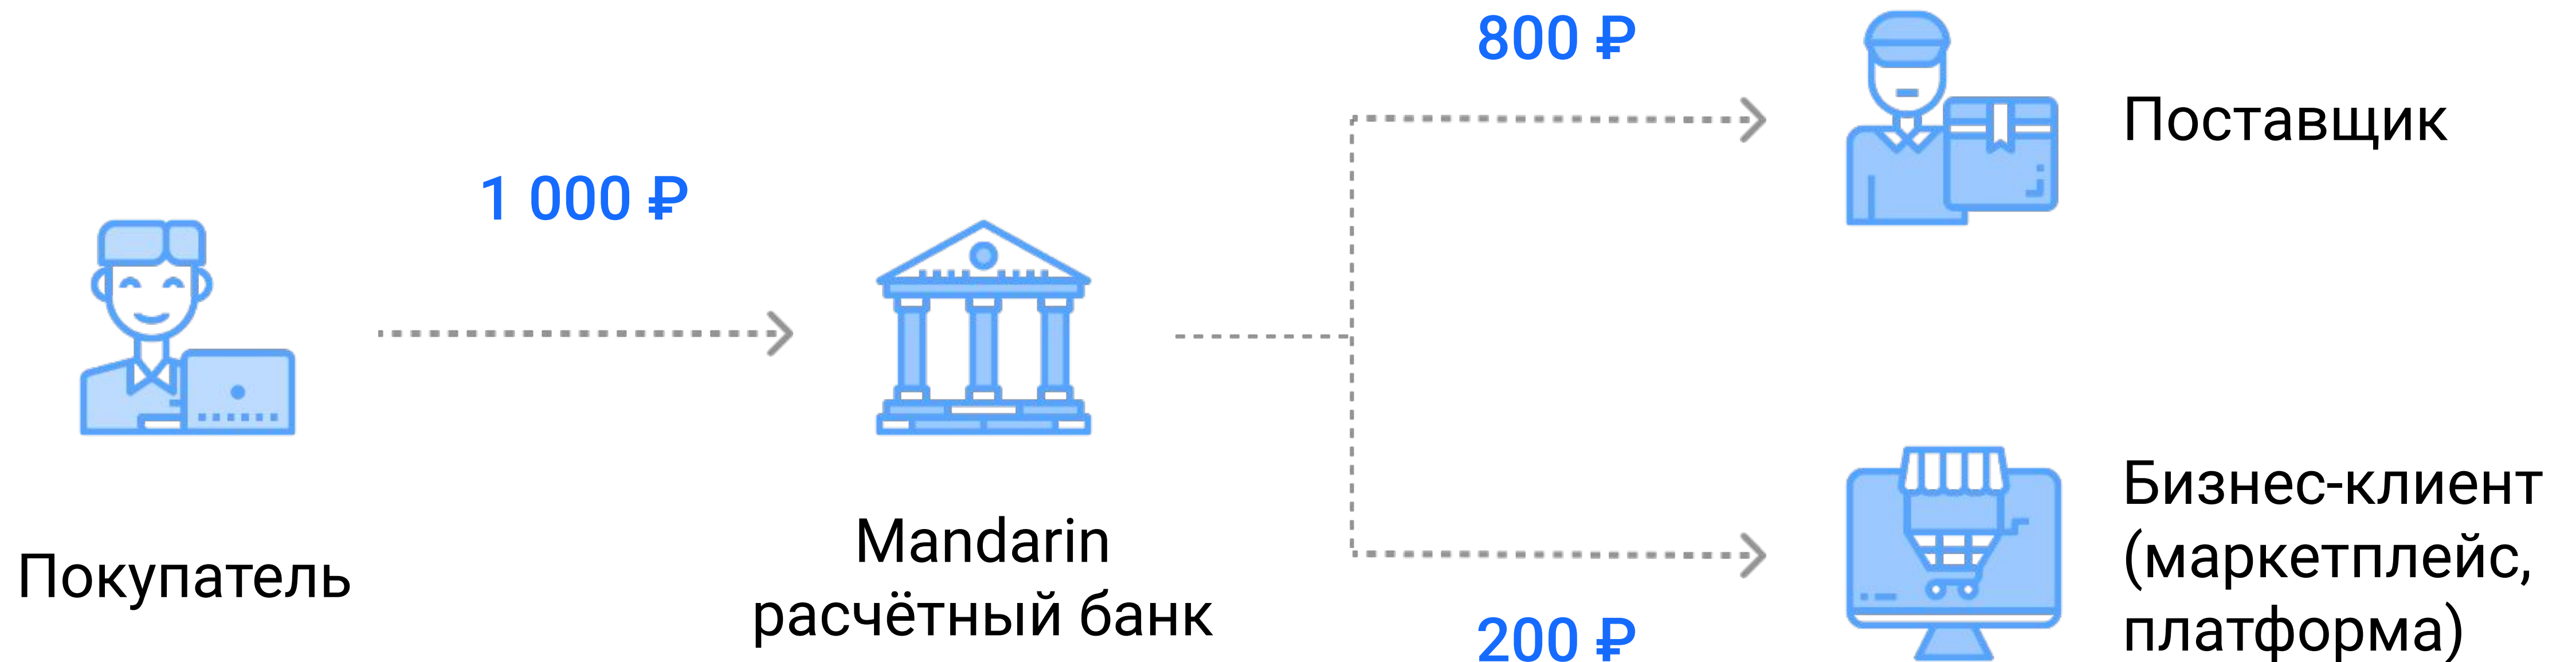 1 000 ₽
Покупатель
Mandarin
расчётный банк
800 ₽
Поставщик
200 ₽
Бизнес-клиент
(маркетплейс,
платформа)